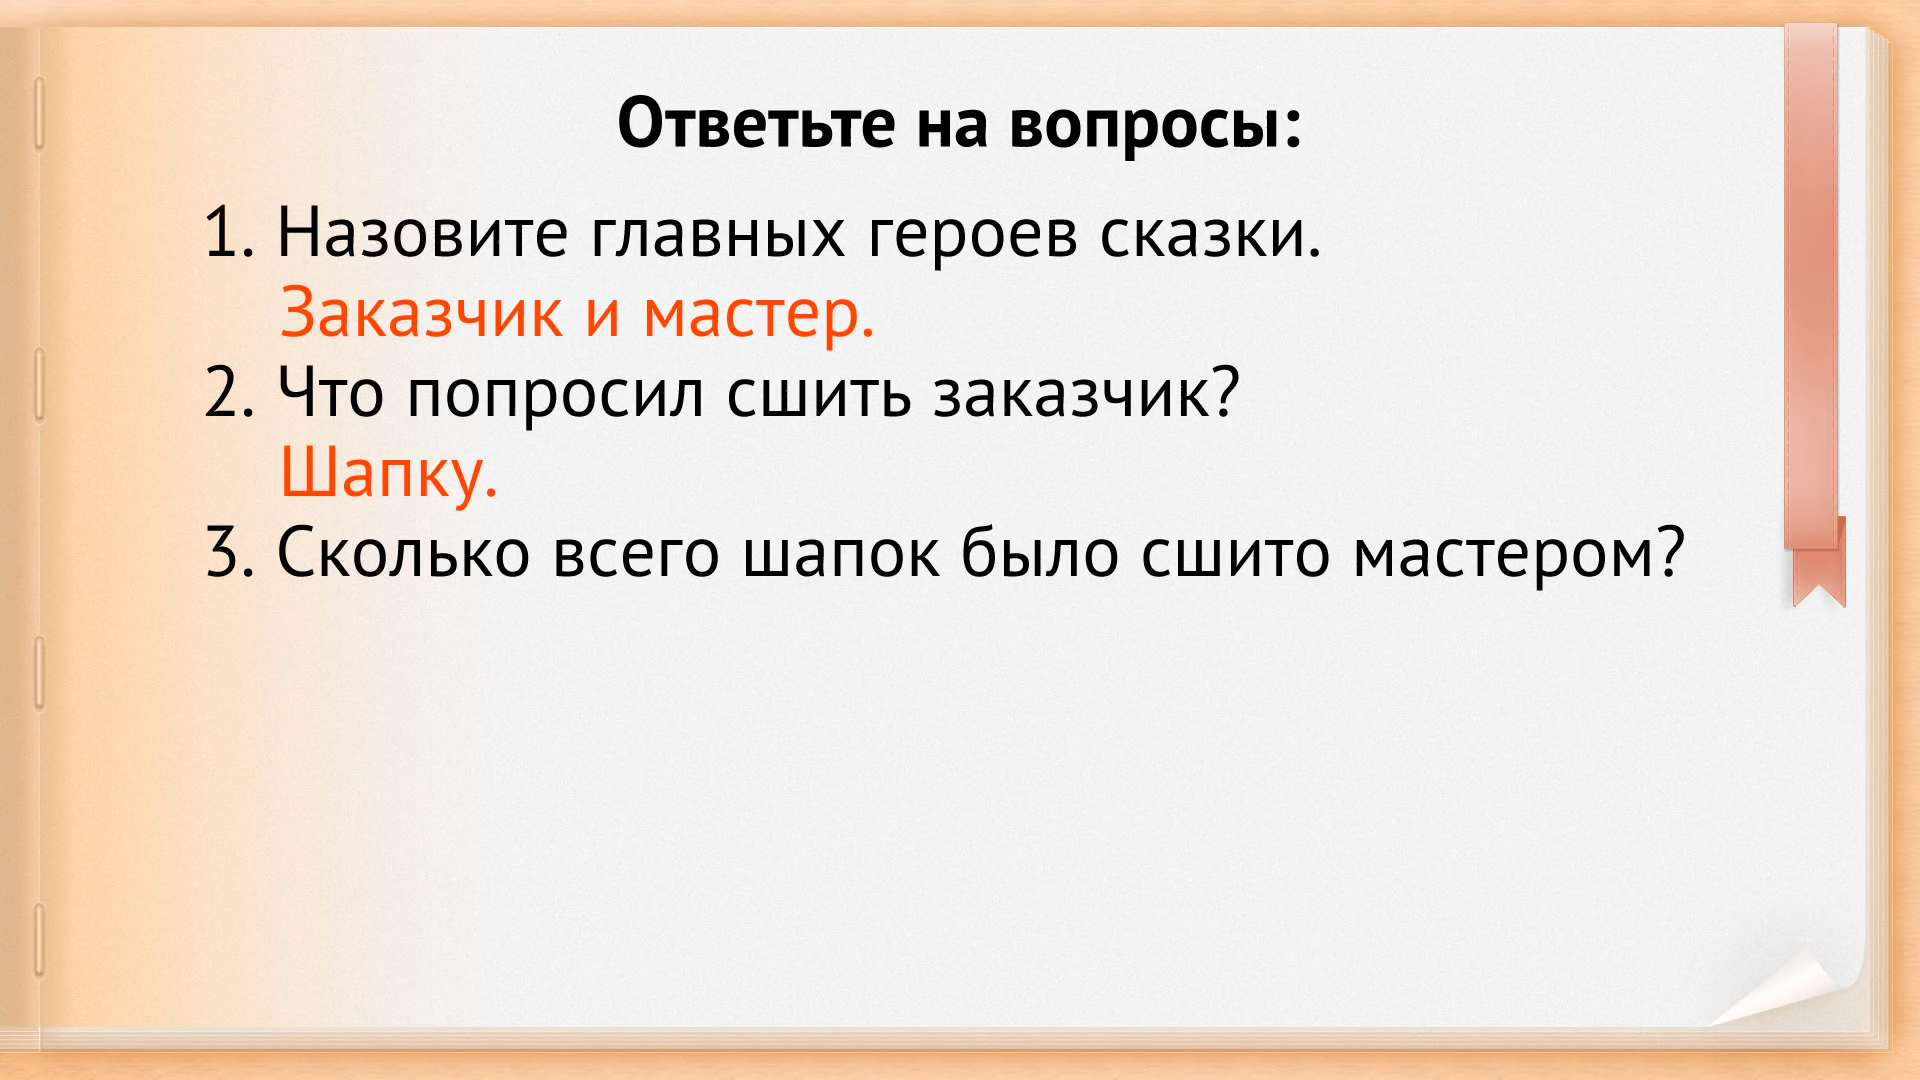 Ответьте на вопросы:
1. Назовите главных героев сказки.
Заказчик и мастер.
2. Что попросил сшить заказчик?
Шапку.
3. Сколько всего шапок было сшито мастером?